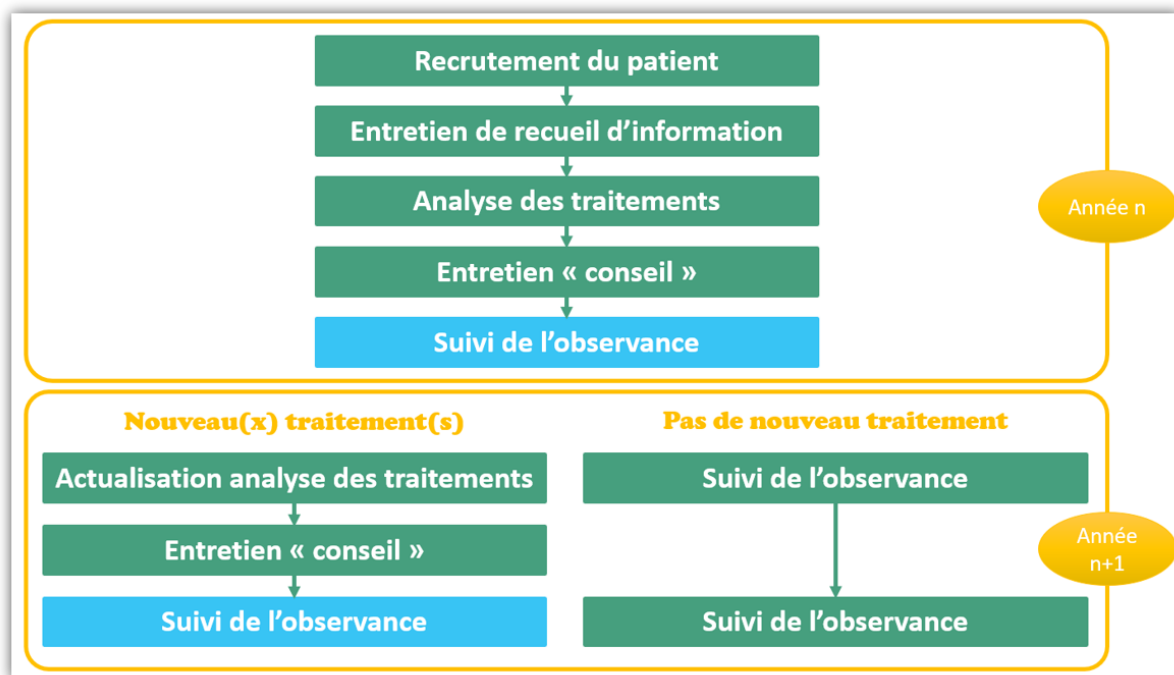 Recrutement du patient
Entretien de recueil d’information
Analyse des traitements
Année n
Entretien « conseil »
Suivi de l’observance
Nouveau(x) traitement(s)
Pas de nouveau traitement
Actualisation analyse des traitements
Suivi de l’observance
Entretien « conseil »
Année
n+1
Suivi de l’observance
Suivi de l’observance